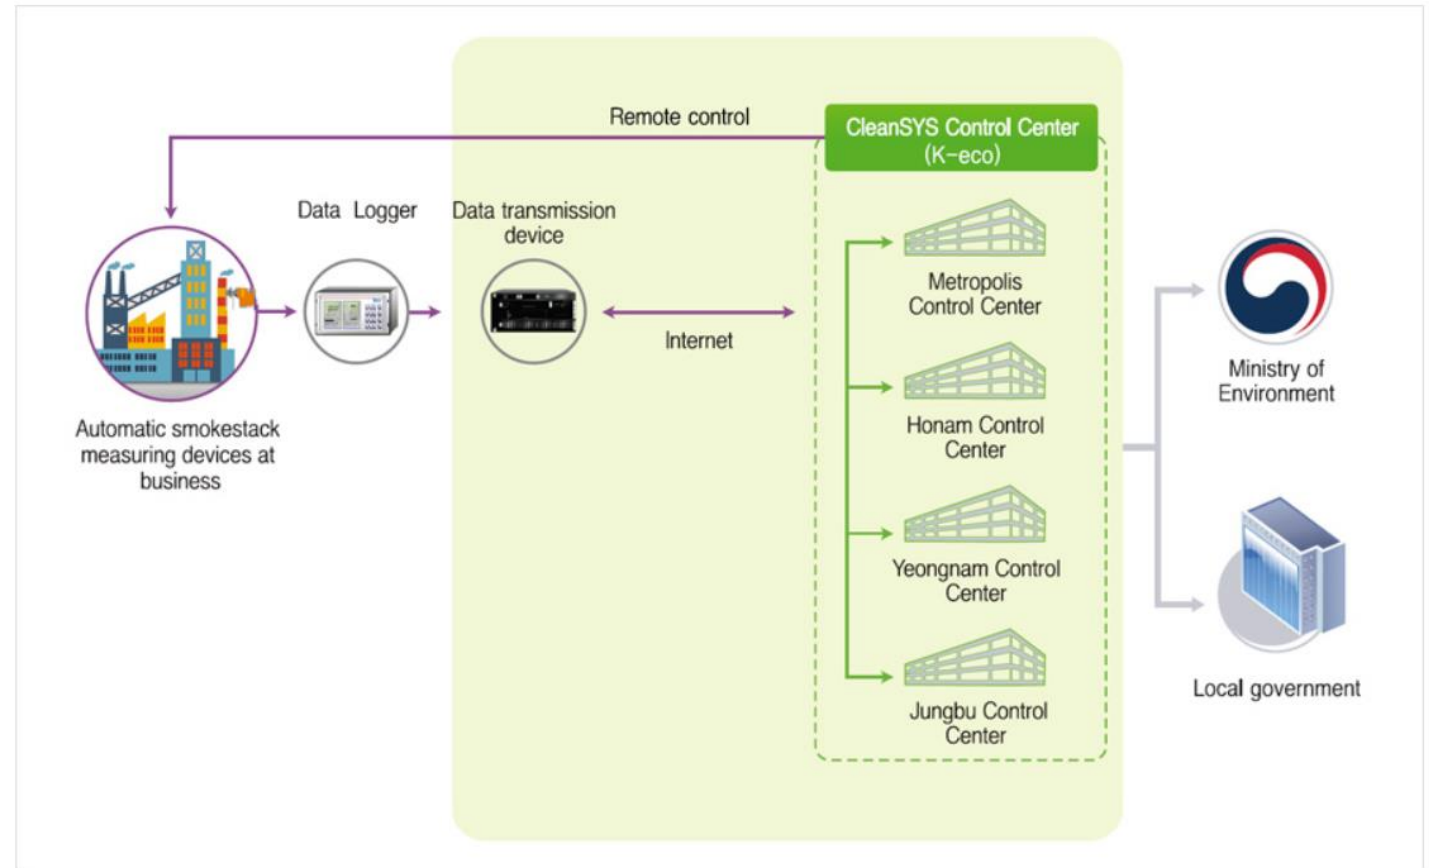 Remote control
CleanSYS Control Center
(K-eco)
Data Logger
Data transmission
device
Internet
Automatic smokestack
measuring devices at
business
Metropolis
Control Center
Honam Control
Center
Yeongnam Control
Center
Jungbu Control
Center
Ministry of
Environment
Local government